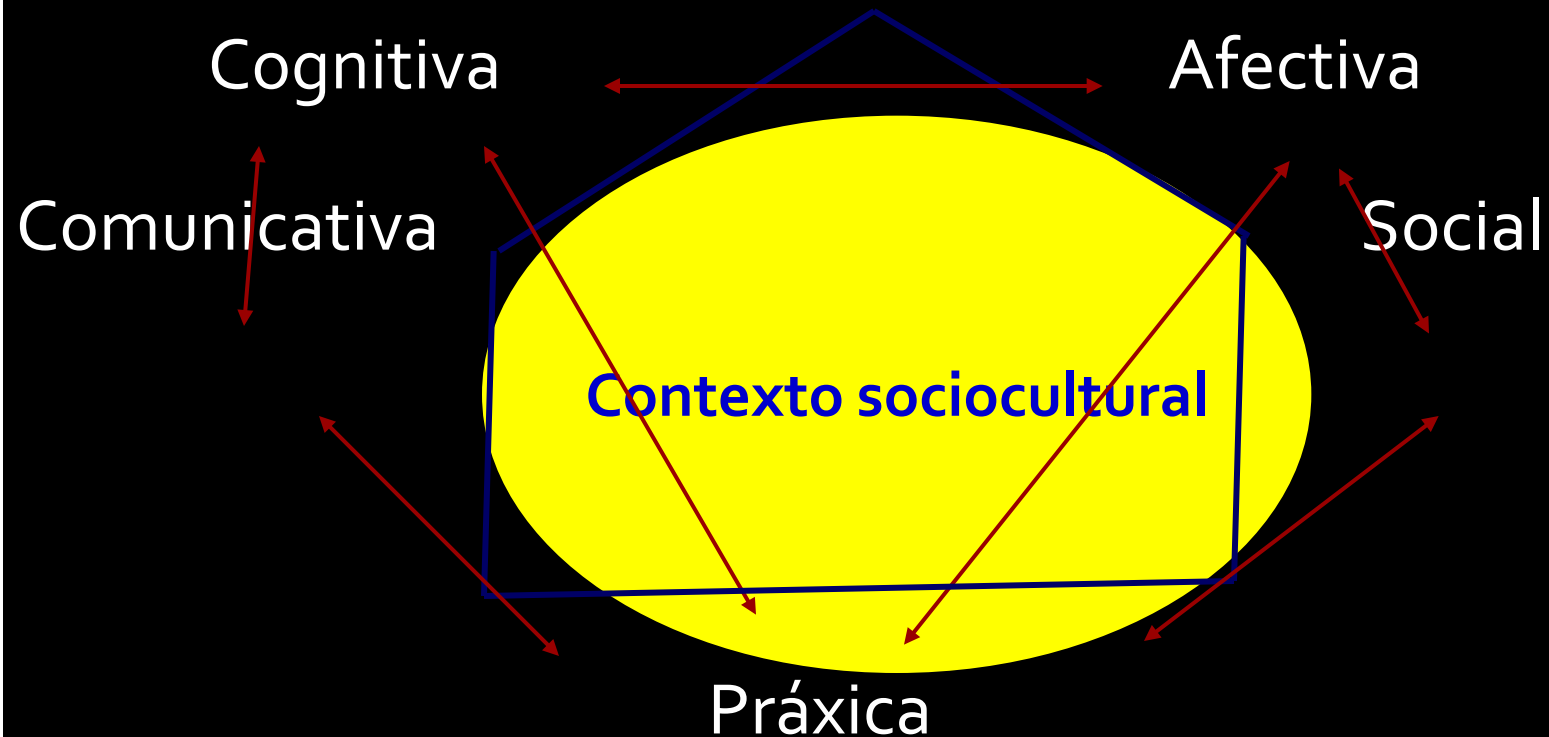 Cognitiva
Afectiva
Comunicativa
Social
Contexto sociocultural
Práxica